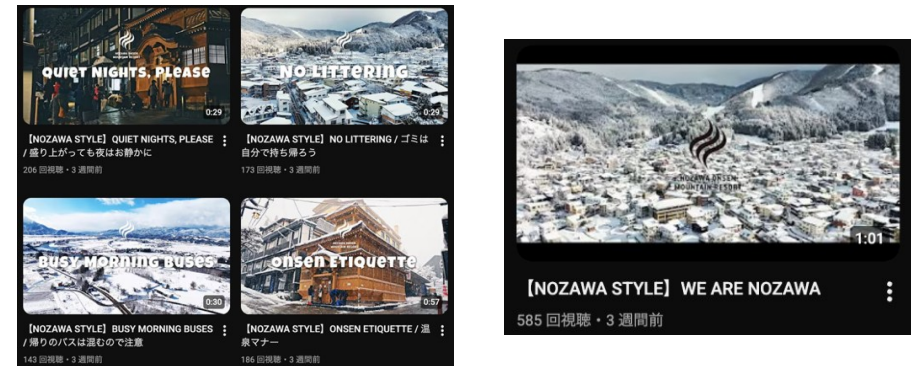 QUIET NIGHTS, PLEASE
0:29
【NOZAWA STYLE】QUIET NIGHTS, PLEASE
/ 盛り上がっても夜はお静かに
206 回視聴・3 週間前
NO LITTERING
0:29
【NOZAWA STYLE】NO LITTERING / ゴミは
自分で持ち帰ろう
173 回視聴・3 週間前
BUSY MORNING BUSES
0:30
【NOZAWA STYLE】BUSY MORNING BUSES
/ 帰りのバスは混むので注意
143 回視聴・3 週間前
ONSEN ETIQUETTE
0:57
【NOZAWA STYLE】ONSEN ETIQUETTE / 温
泉マナー
186 回視聴・3 週間前
NOZAWA ONSEN
MOUNTAIN RESORT
1:01
【NOZAWA STYLE】WE ARE NOZAWA
585 回視聴・3 週間前